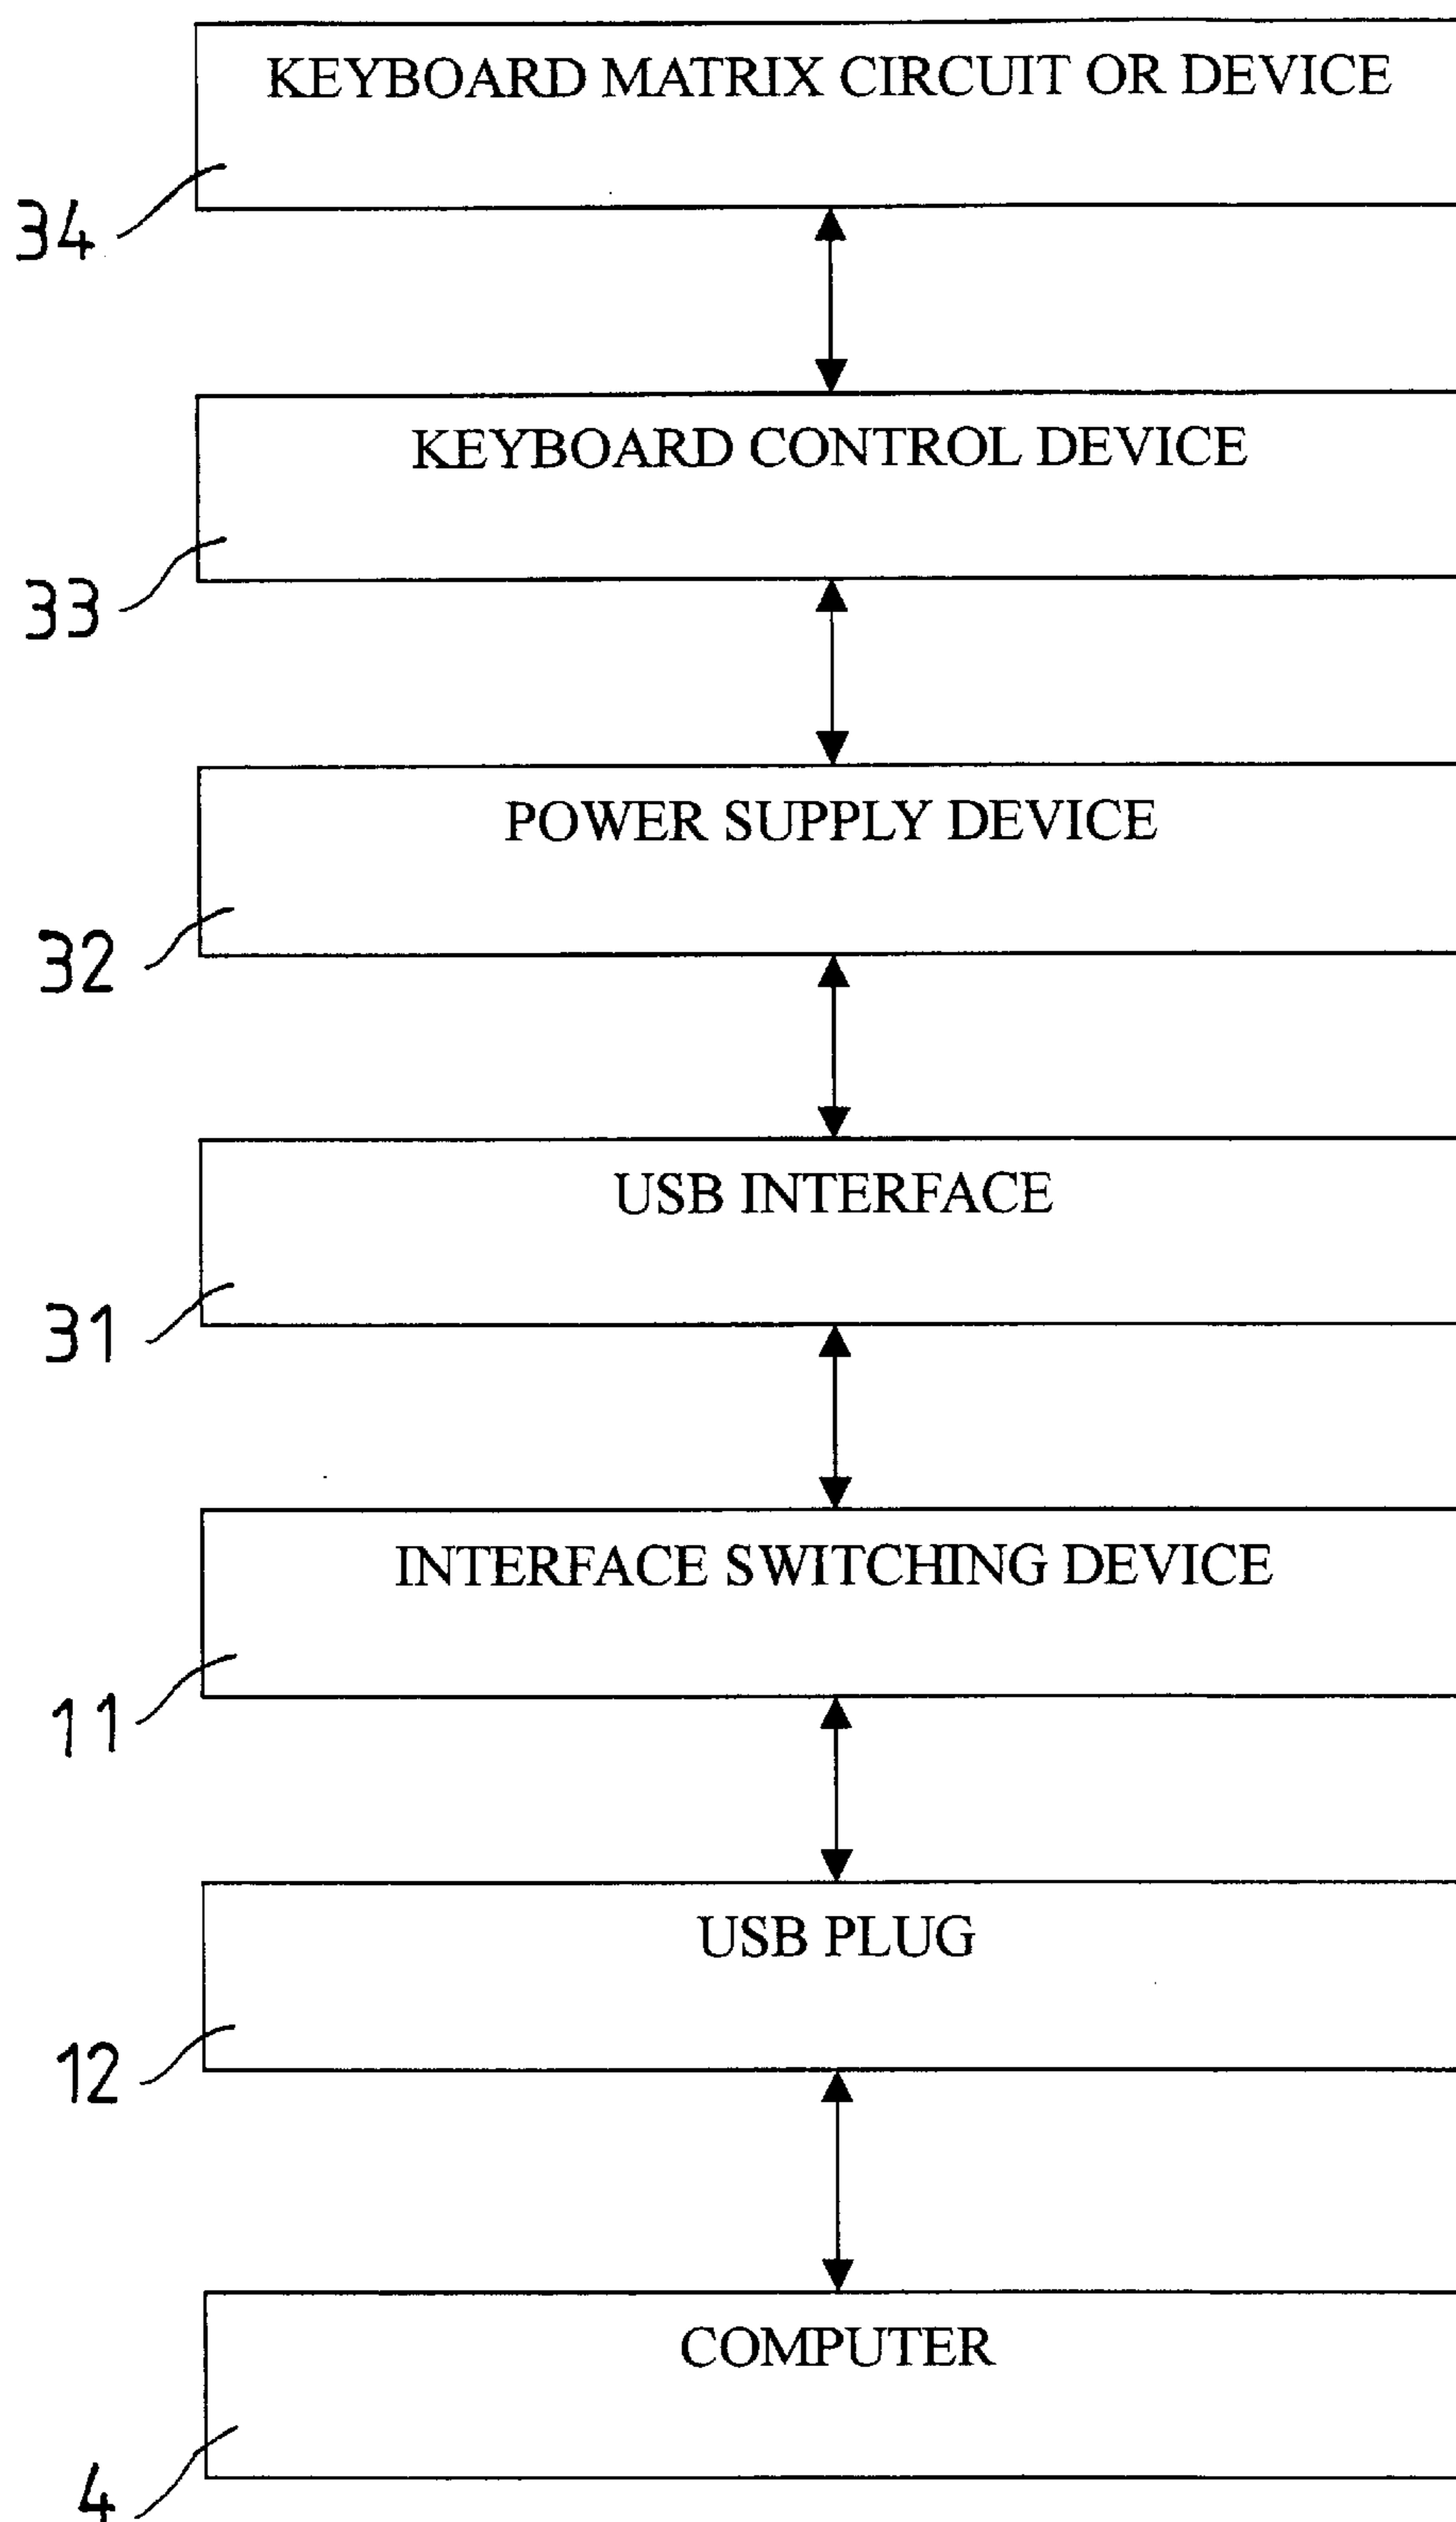 KEYBOARD MATRIX CIRCUIT OR DEVICE
34
KEYBOARD CONTROL DEVICE
33
POWER SUPPLY DEVICE
32
USB INTERFACE
31
INTERFACE SWITCHING DEVICE
11
USB PLUG
12
COMPUTER
4